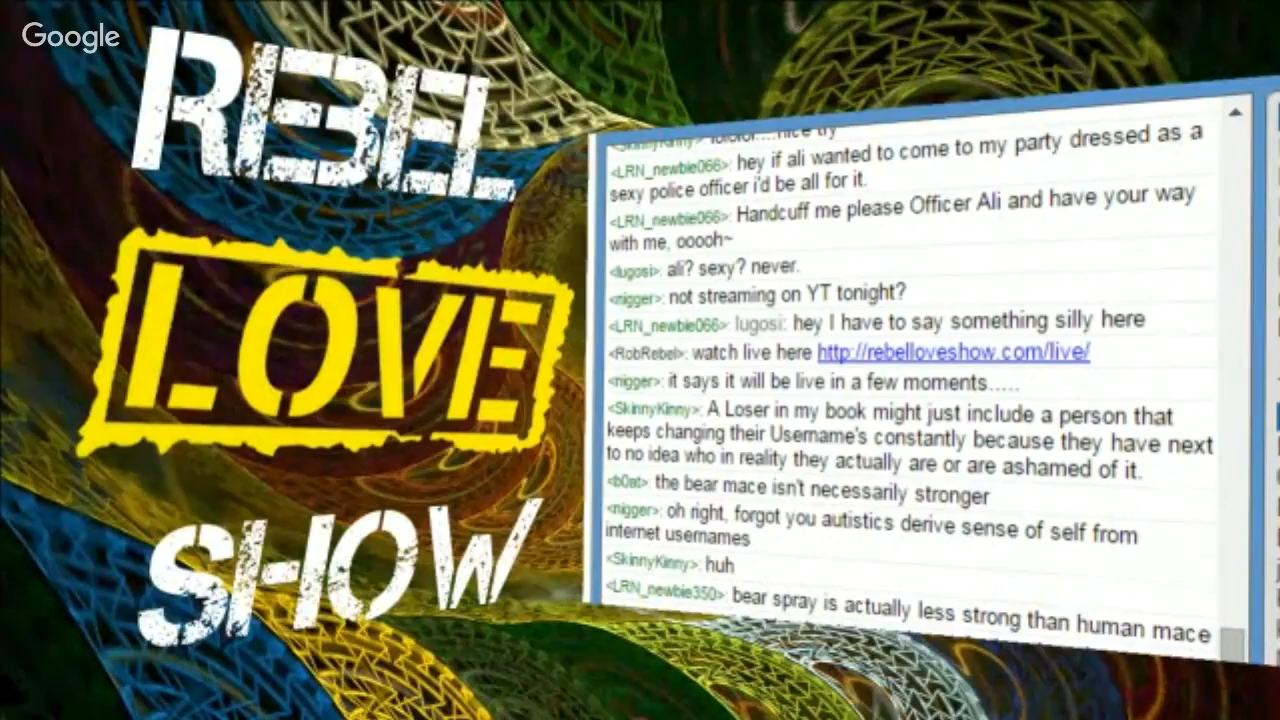 Google
REBEL
LOVE
SHOW
<SkinnyKinny>: lololol....nice try
<LRN_newbie066>: hey if ali wanted to come to my party dressed as a
sexy police officer i'd be all for it.
<LRN_newbie066>: Handcuff me please Officer Ali and have your way
with me, ooooh~
<lugosi>: ali? sexy? never.
<nigger>: not streaming on YT tonight?
<LRN_newbie066>: lugosi: hey I have to say something silly here
<RobRebel>: watch live here http://rebelloveshow.com/live/
<nigger>: it says it will be live in a few moments.....
<SkinnyKinny>: A Loser in my book might just include a person that
keeps changing their Username's constantly because they have next
to no idea who in reality they actually are or are ashamed of it.
<b0at>: the bear mace isn't necessarily stronger
<nigger>: oh right, forgot you autistics derive sense of self from
internet usernames
<SkinnyKinny>: huh
<LRN_newbie350>: bear spray is actually less strong than human mace